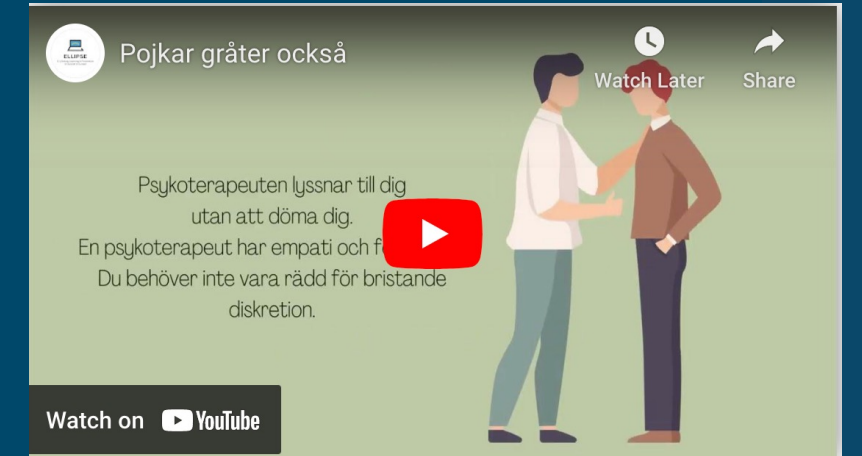 ELLIPSE
Pojkar gråter också
Watch Later
Share
Psykoterapeuten lyssnar till dig
utan att döma dig.
En psykoterapeut har empati och
Du behöver inte vara rädd för bristande
diskretion.
Watch on YouTube